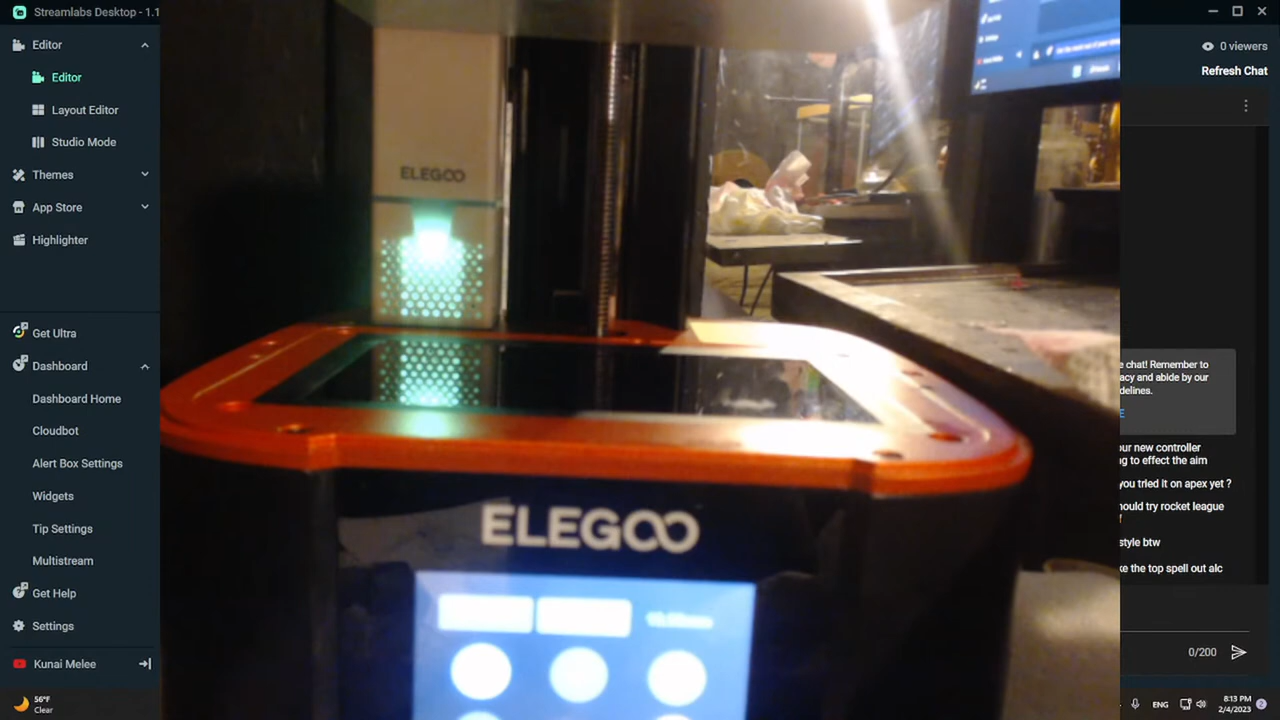 Streamlabs Desktop - 1.1
Editor
0 viewers
Editor
Refresh Chat
Layout Editor
Studio Mode
Themes
App Store
ELEGOO
Highlighter
Get Ultra
Dashboard
e chat! Remember to
acy and abide by our
delines.
E
Dashboard Home
Cloudbot
our new controller
ng to effect the aim
Alert Box Settings
you tried it on apex yet ?
Widgets
hould try rocket league
ELEGOO
Tip Settings
style btw
Multistream
ke the top spell out alc
Get Help
Settings
0/200
Kunai Melee
56°F
Clear
ENG
8:13 PM
2/4/2023
2